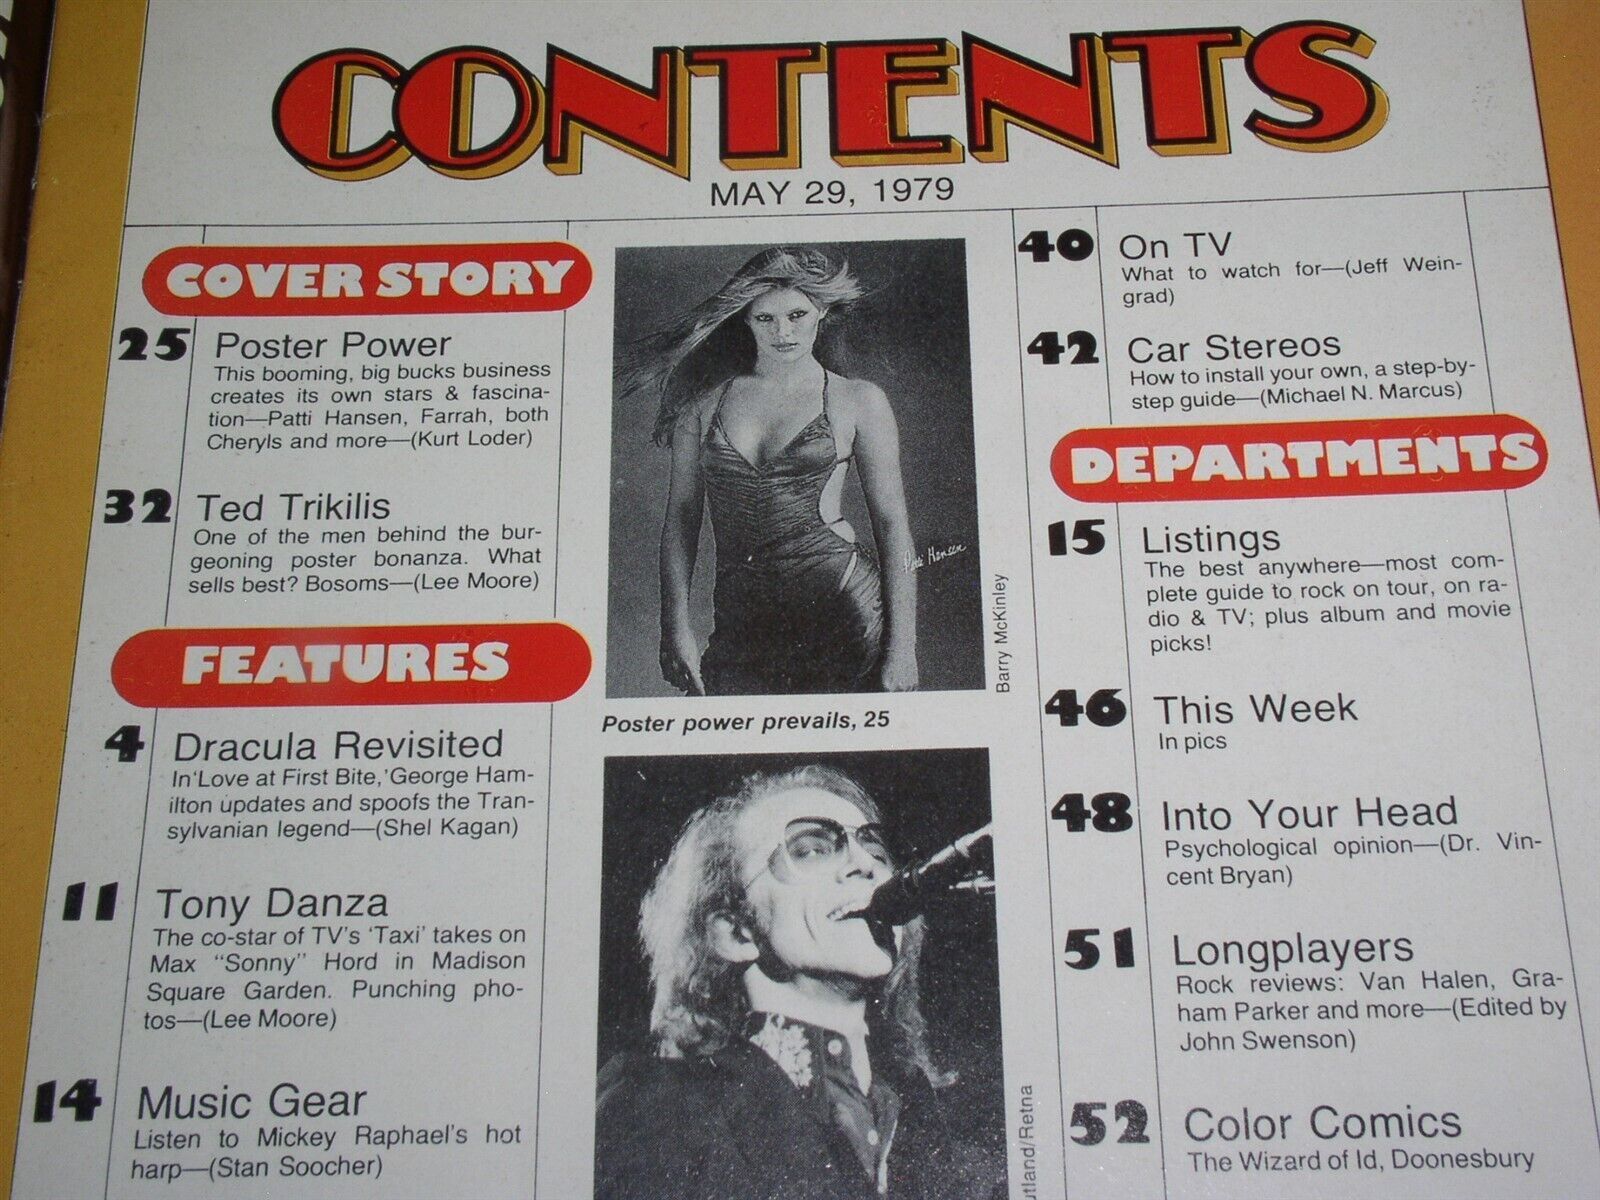 CONTENTS
MAY 29, 1979
COVER STORY
25 Poster Power
This booming, big bucks business
creates its own stars & fascina-
tion—Patti Hansen, Farrah, both
Cheryls and more—(Kurt Loder)
32 Ted Trikilis
One of the men behind the bur-
geoning poster bonanza. What
sells best? Bosoms—(Lee Moore)
FEATURES
4 Dracula Revisited
In 'Love at First Bite,' George Ham-
ilton updates and spoofs the Tran-
sylvanian legend—(Shel Kagan)
11 Tony Danza
The co-star of TV's 'Taxi' takes on
Max "Sonny" Hord in Madison
Square Garden. Punching pho-
tos—(Lee Moore)
14 Music Gear
Listen to Mickey Raphael's hot
harp—(Stan Soocher)
Patti Hansen
Barry McKinley
Poster power prevails, 25
utland/Retna
40 On TV
What to watch for—(Jeff Wein-
grad)
42 Car Stereos
How to install your own, a step-by-
step guide—(Michael N. Marcus)
DEPARTMENTS
15 Listings
The best anywhere—most com-
plete guide to rock on tour, on ra-
dio & TV; plus album and movie
picks!
46 This Week
In pics
48 Into Your Head
Psychological opinion—(Dr. Vin-
cent Bryan)
51 Longplayers
Rock reviews: Van Halen, Gra-
ham Parker and more—(Edited by
John Swenson)
52 Color Comics
The Wizard of Id, Doonesbury